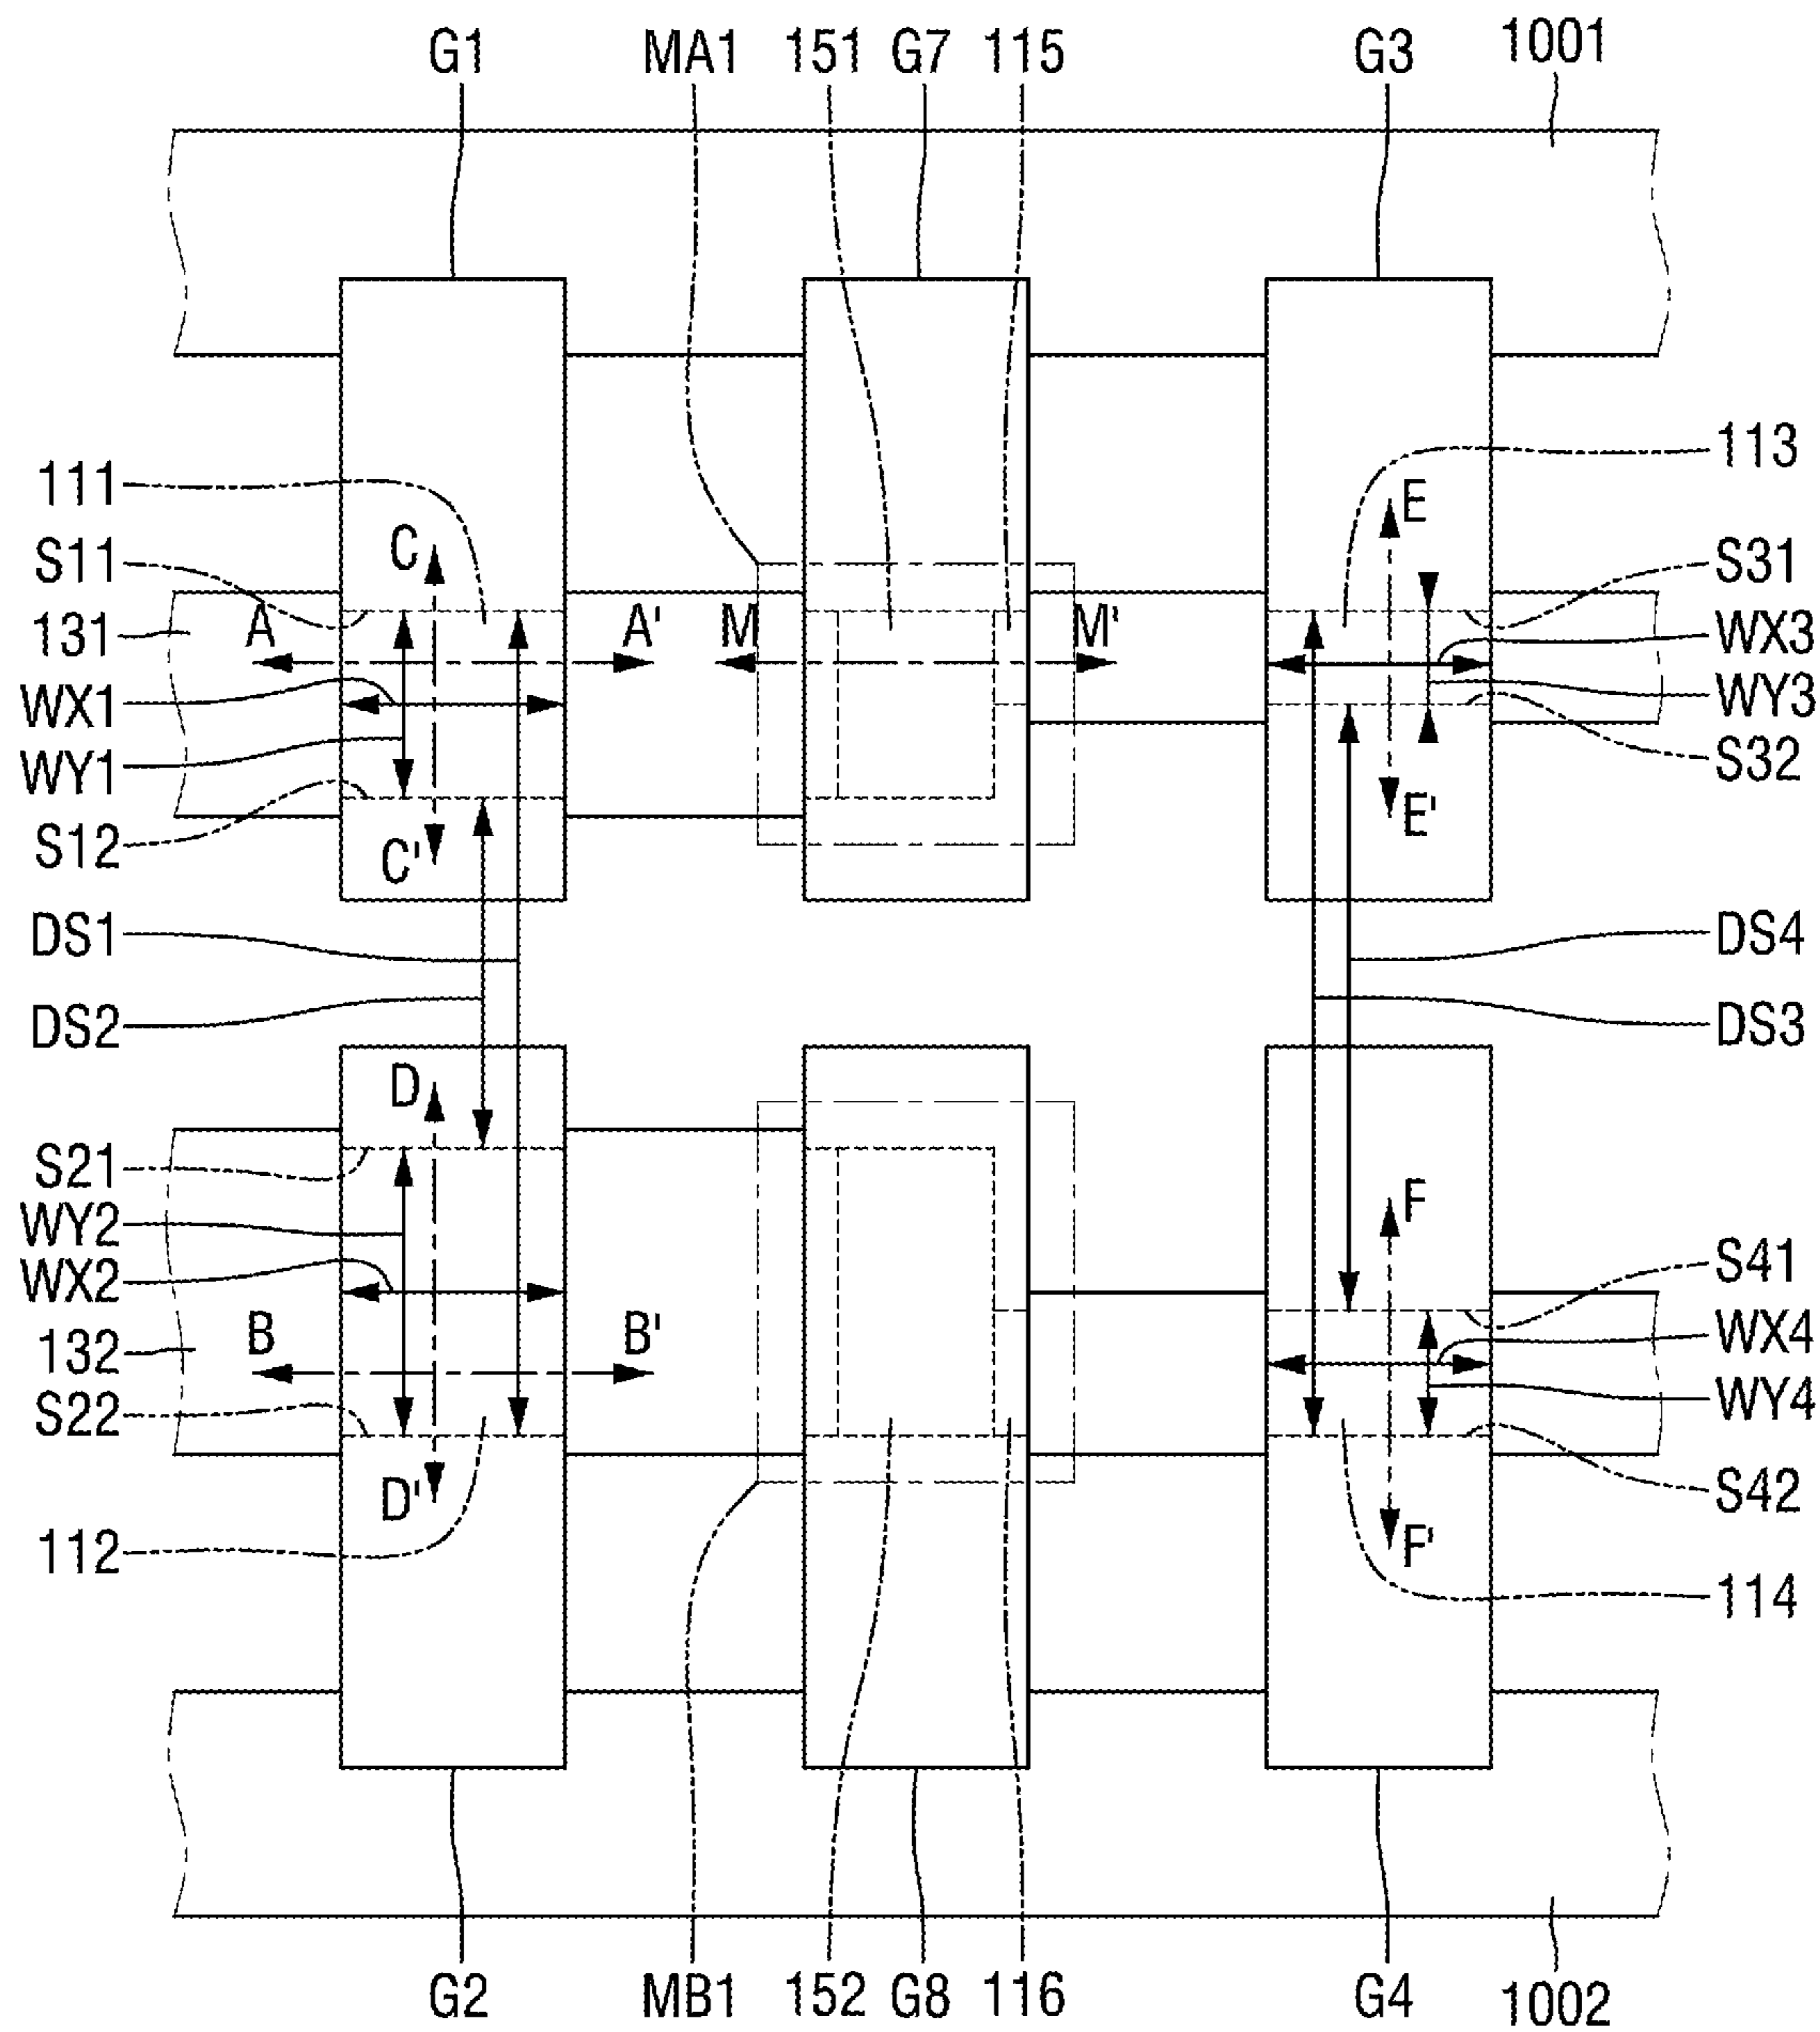 G1 MA1 151 G7 115 G3 1001
111
S11
131
WX1
WY1
S12
DS1
DS2
S21
WY2
WX2
132
S22
112
C
A
A'
C'
D
B
B'
D'
M
M'
E
E'
F
F'
113
S31
WX3
WY3
S32
DS4
DS3
S41
WX4
WY4
S42
114
G2 MB1 152 G8 116 G4 1002